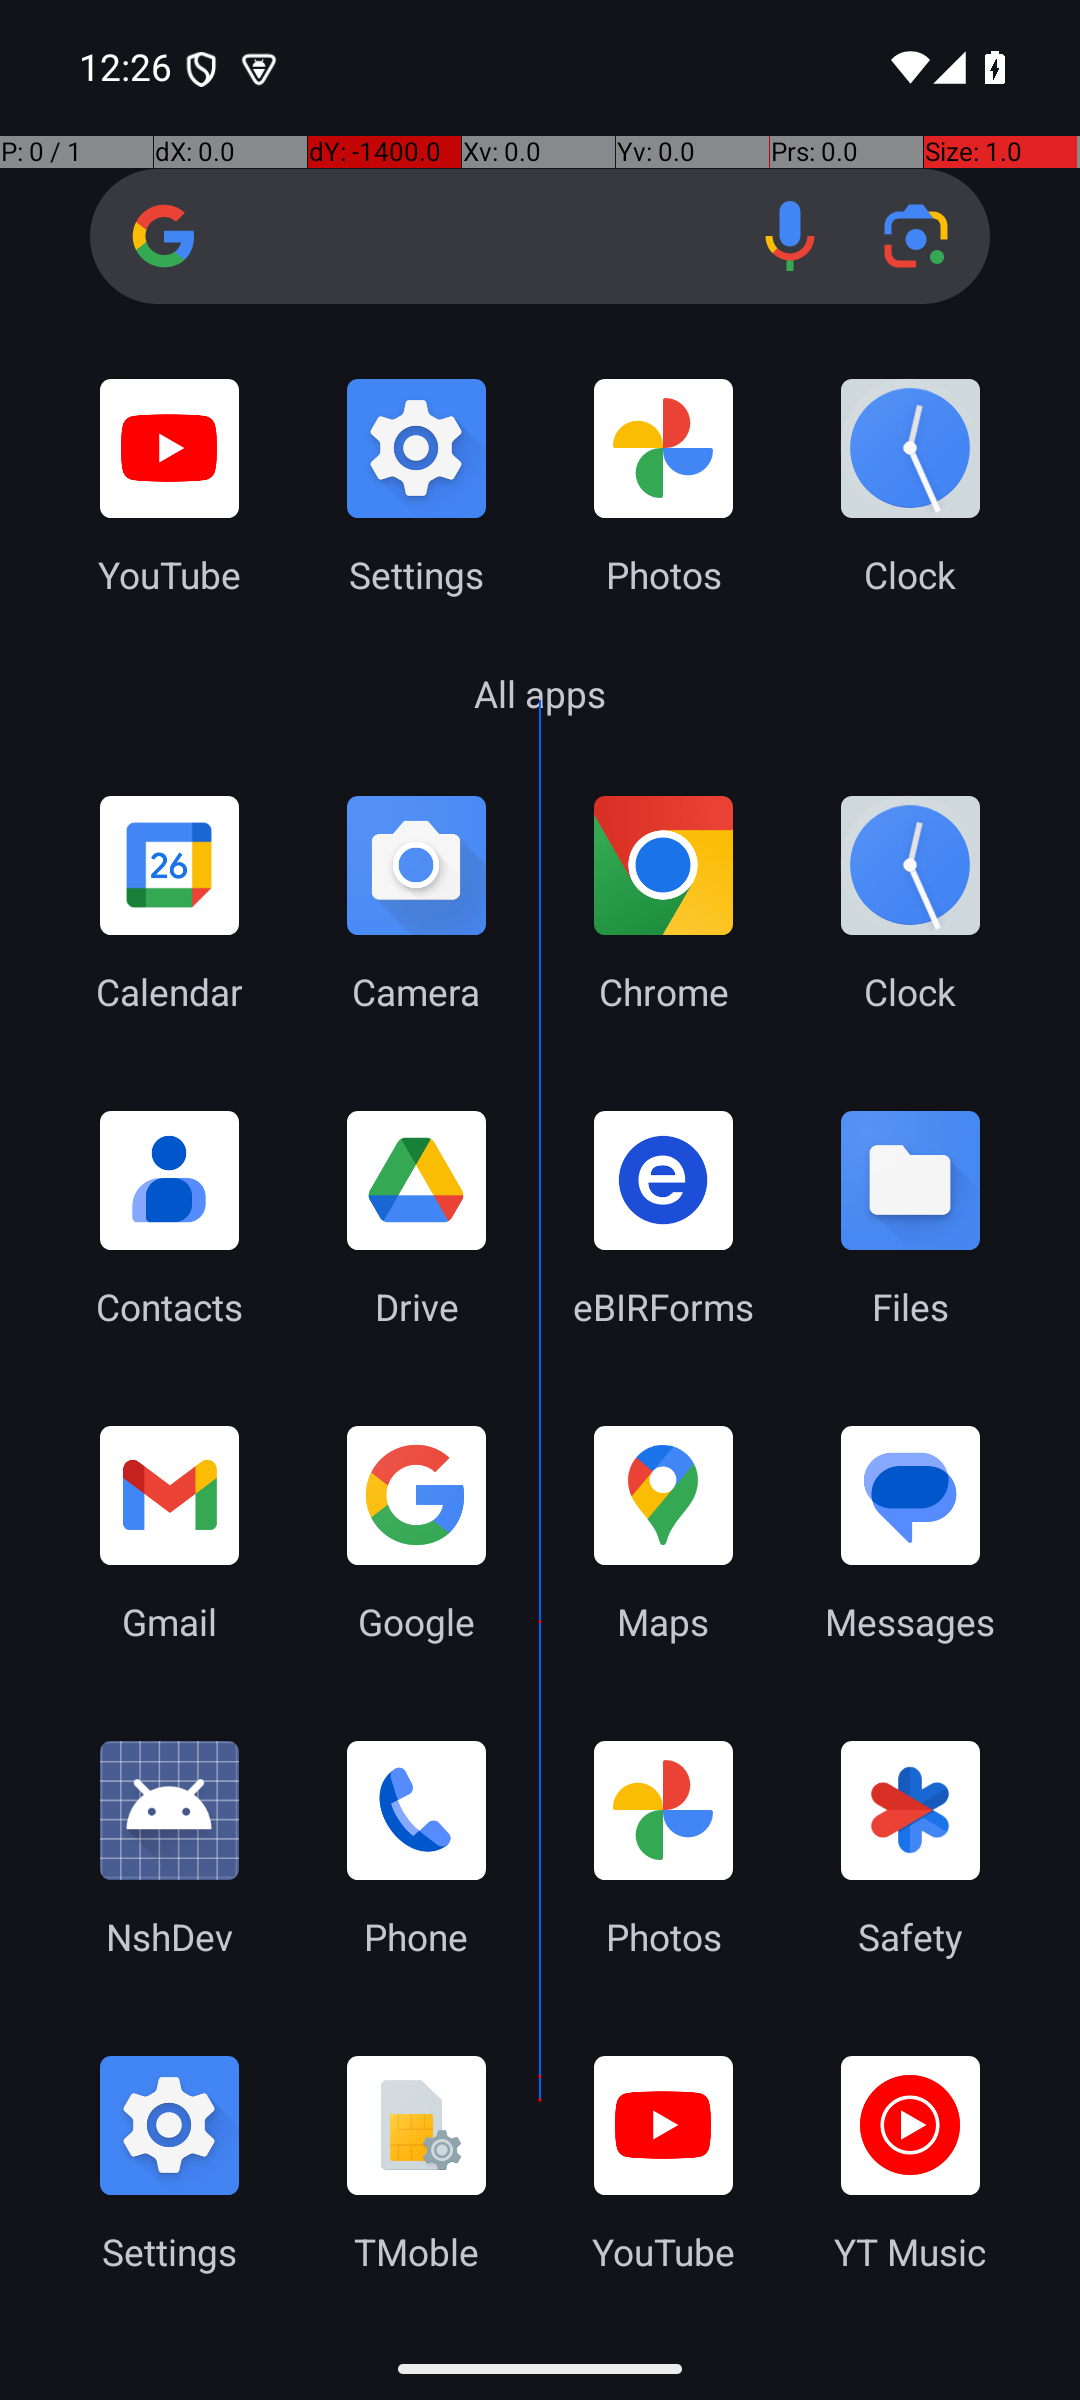 12:26
P: 0 / 1 dX: 0.0 dY: -1400.0 Xv: 0.0 Yv: 0.0 Prs: 0.0 Size: 1.0
YouTube Settings Photos Clock
All apps
26
Calendar Camera Chrome Clock
Contacts Drive eBIRForms Files
Gmail Google Maps Messages
NshDev Phone Photos Safety
Settings TMoble YouTube YT Music